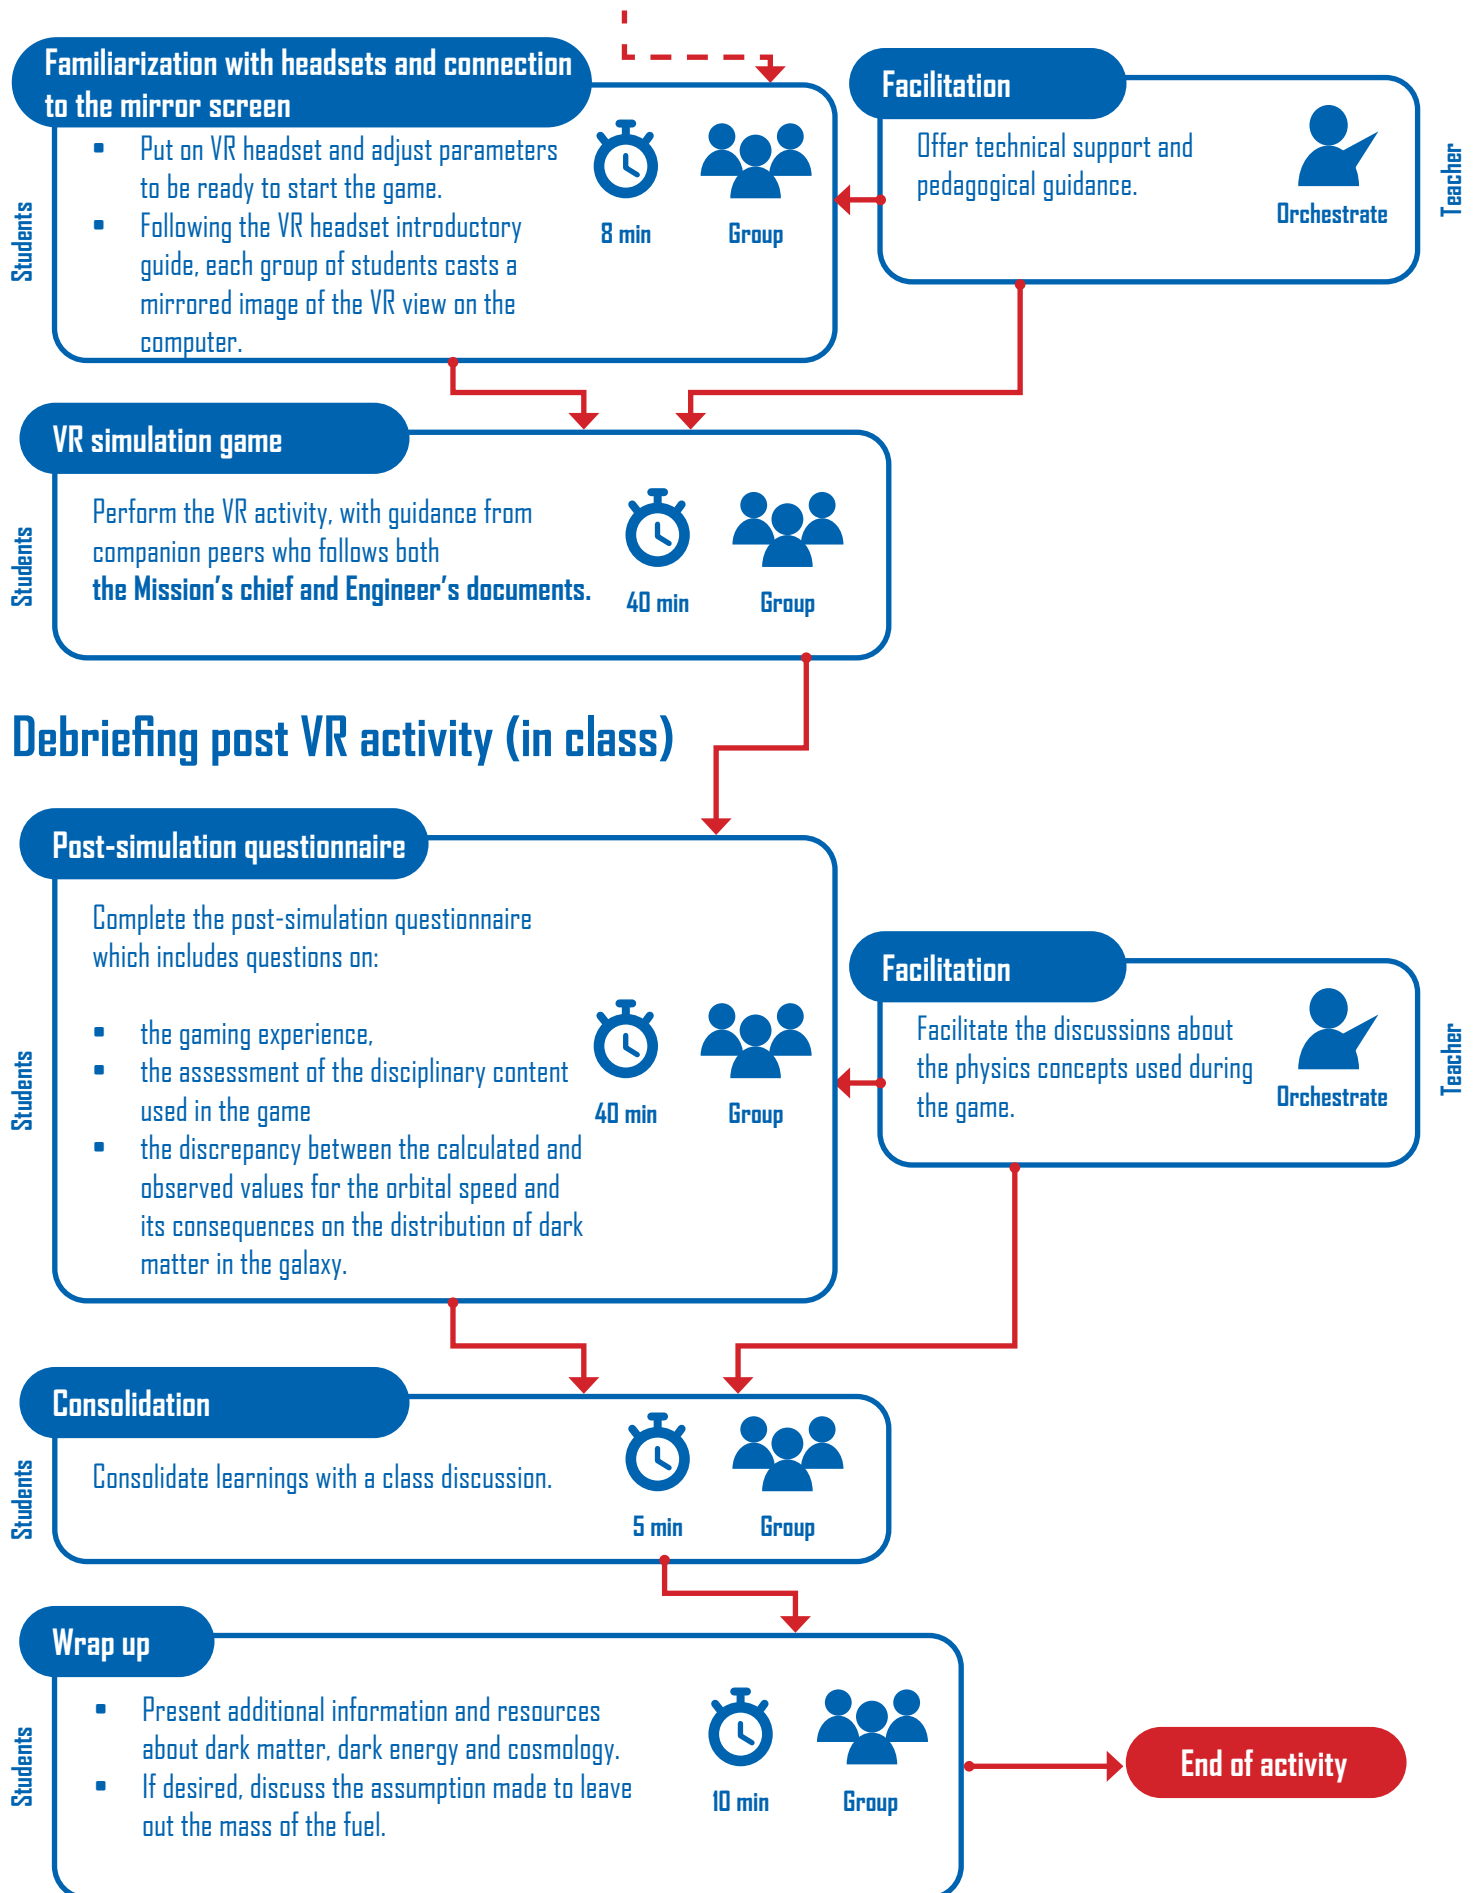 Familiarization with headsets and connection
to the mirror screen
Students
▪ Put on VR headset and adjust parameters
to be ready to start the game.
▪ Following the VR headset introductory
guide, each group of students casts a
mirrored image of the VR view on the
computer.
8 min
Group
Facilitation
Offer technical support and
pedagogical guidance.
Orchestrate
Teacher
VR simulation game
Students
Perform the VR activity, with guidance from
companion peers who follows both
the Mission's chief and Engineer's documents.
40 min
Group
Debriefing post VR activity (in class)
Post-simulation questionnaire
Students
Complete the post-simulation questionnaire
which includes questions on:
▪ the gaming experience,
▪ the assessment of the disciplinary content
used in the game
▪ the discrepancy between the calculated and
observed values for the orbital speed and
its consequences on the distribution of dark
matter in the galaxy.
40 min
Group
Facilitation
Facilitate the discussions about
the physics concepts used during
the game.
Orchestrate
Teacher
Consolidation
Students
Consolidate learnings with a class discussion.
5 min
Group
Wrap up
Students
▪ Present additional information and resources
about dark matter, dark energy and cosmology.
▪ If desired, discuss the assumption made to leave
out the mass of the fuel.
10 min
Group
End of activity